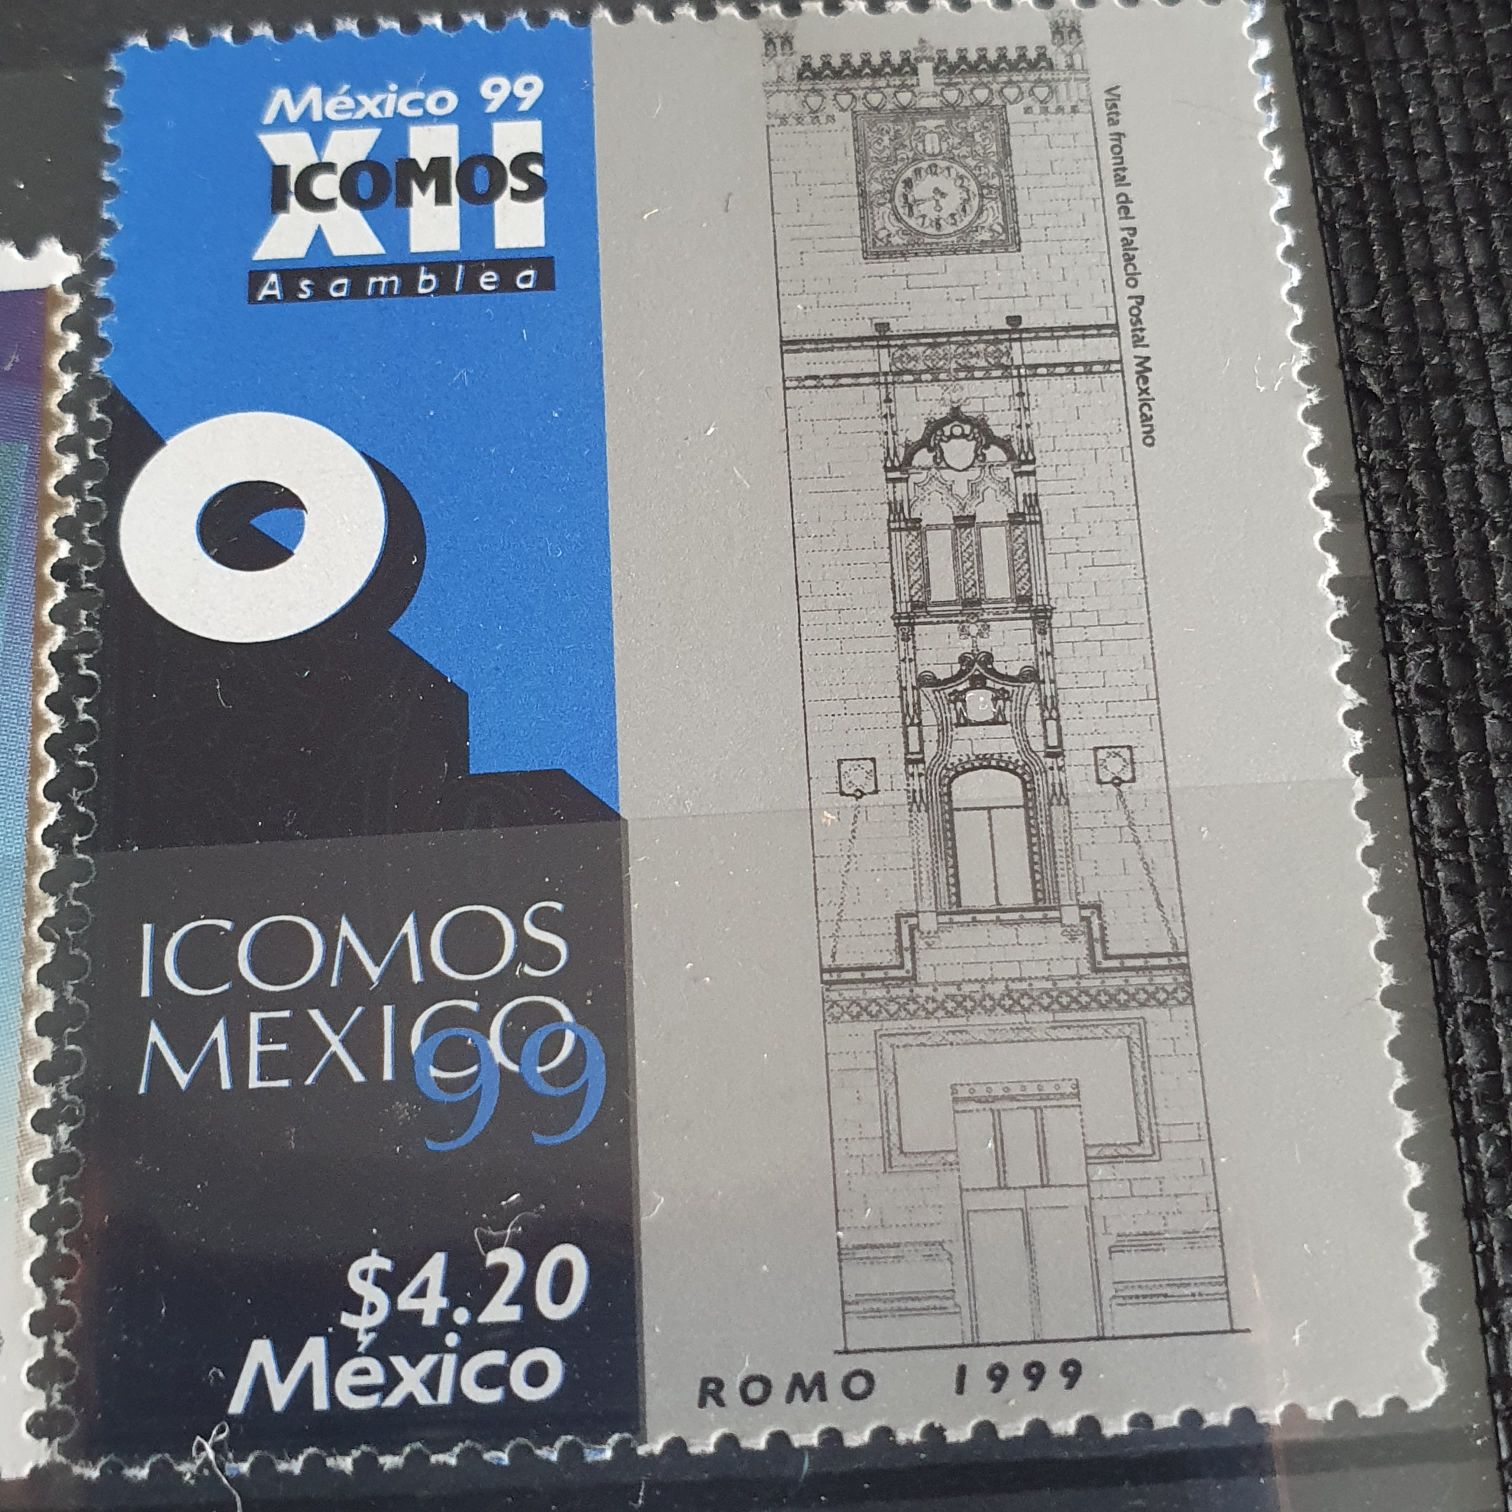 México 99
XII
ICOMOS
Asamblea
Vista frontal del Palacio Postal Mexicano
ICOMOS
MEXICO
99
$4.20
México
ROMO 1999